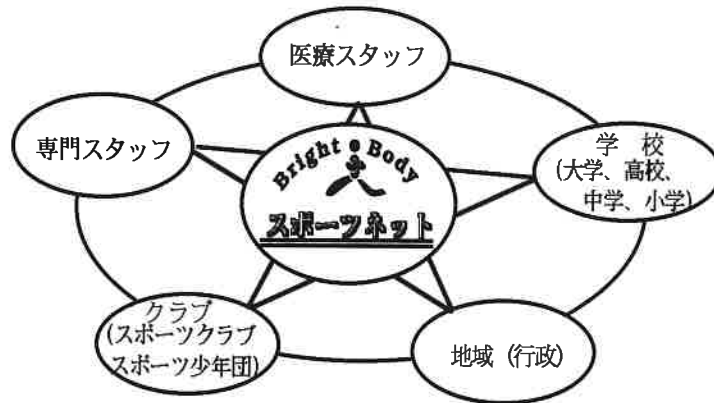 医療スタッフ
専門スタッフ
学 校
(大学、高校、
中学、小学)
Bright Body
スポーツネット
クラブ
(スポーツクラブ
スポーツ少年団)
地域 (行政)